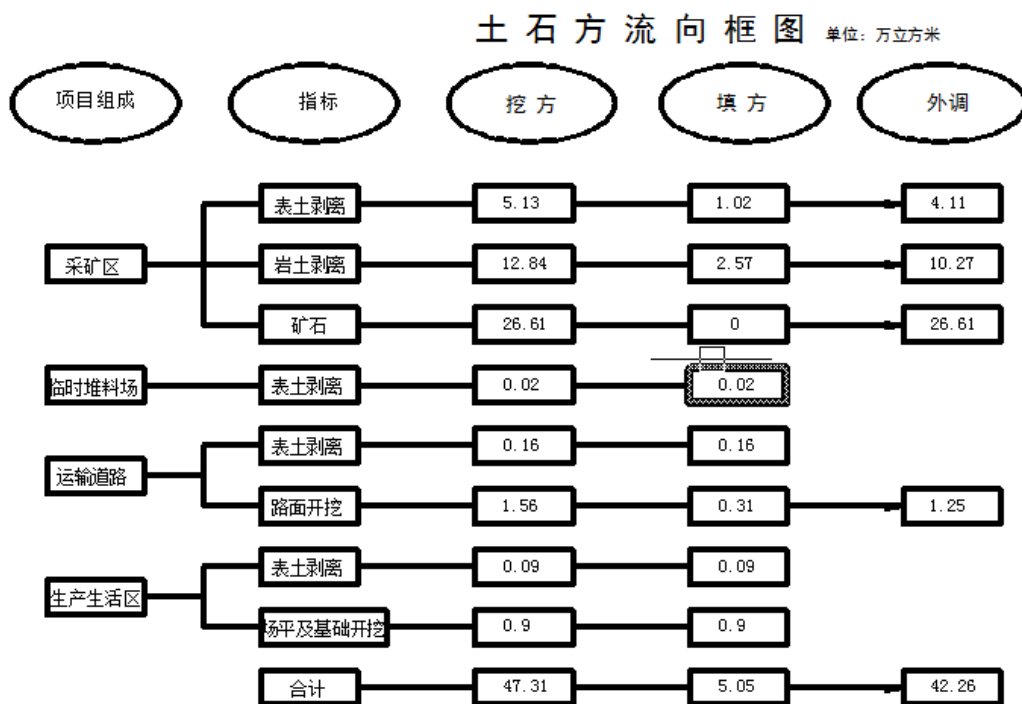 土石方流向框图 单位：万立方米
项目组成 指标 挖方 填方 外调
表土剥离 5.13 1.02 4.11
采矿区 岩土剥离 12.84 2.57 10.27
矿石 26.61 0 26.61
临时堆料场 表土剥离 0.02 0.02
表土剥离 0.16 0.16
运输道路
路面开挖 1.56 0.31 1.25
表土剥离 0.09 0.09
生产生活区
场平及基础开挖 0.9 0.9
合计 47.31 5.05 42.26